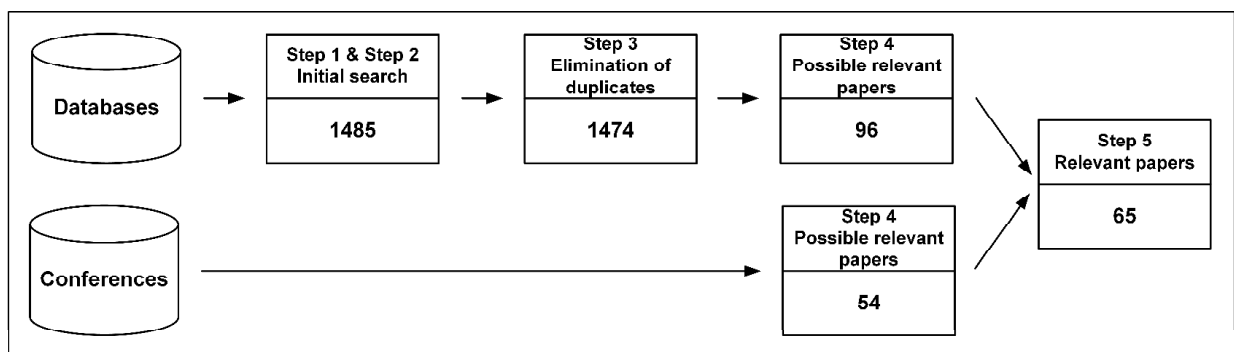 Databases
Step 1 & Step 2
Initial search
1485
Step 3
Elimination of
duplicates
1474
Step 4
Possible relevant
papers
96
Step 5
Relevant papers
65
Conferences
Step 4
Possible relevant
papers
54